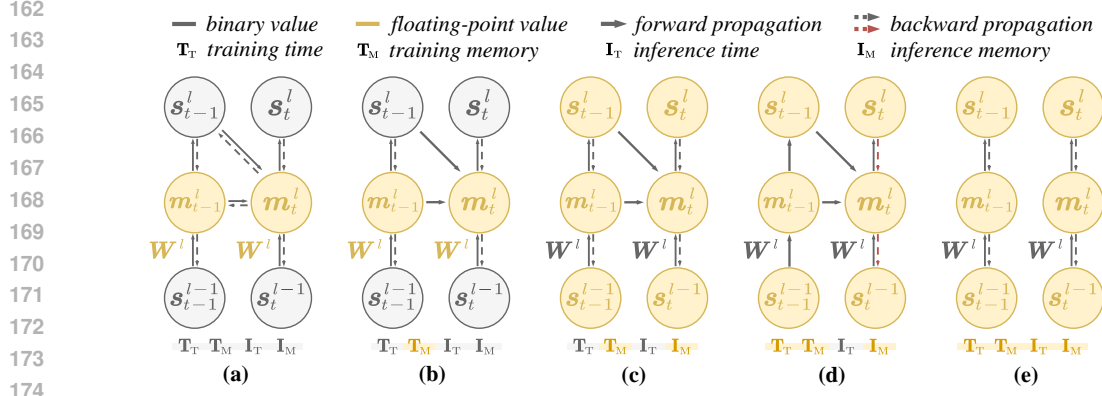 162
163
164
165
166
167
168
169
170
171
172
173
174
binary value floating-point value forward propagation backward propagation
T_T training time T_M training memory I_T inference time I_M inference memory
s^l_{t-1} s^l_t s^l_{t-1} s^l_t s^l_{t-1} s^l_t s^l_{t-1} s^l_t s^l_{t-1} s^l_t
m^l_{t-1} m^l_t m^l_{t-1} m^l_t m^l_{t-1} m^l_t m^l_{t-1} m^l_t m^l_{t-1} m^l_t
W^l W^l W^l W^l W^l W^l W^l W^l W^l W^l
s^{l-1}_{t-1} s^{l-1}_t s^{l-1}_{t-1} s^{l-1}_t s^{l-1}_{t-1} s^{l-1}_t s^{l-1}_{t-1} s^{l-1}_t s^{l-1}_{t-1} s^{l-1}_t
T_T T_M I_T I_M T_T T_M I_T I_M T_T T_M I_T I_M T_T T_M I_T I_M T_T T_M I_T I_M
(a) (b) (c) (d) (e)